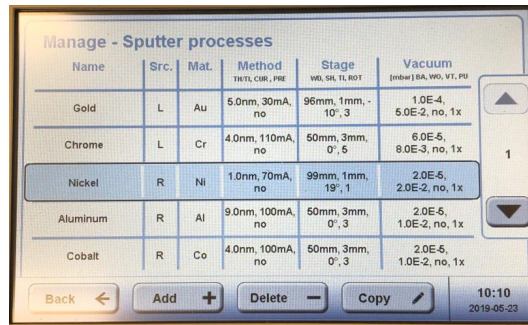 Manage - Sputter processes
Name Src. Mat. Method Stage Vacuum
TH/TI, CUR, PRE WD, SH, TI, ROT [mbar] BA, WO, VT, PU
Gold L Au 5.0nm, 30mA, no 96mm, 1mm, -10°, 3 1.0E-4, 5.0E-2, no, 1x
Chrome L Cr 4.0nm, 110mA, no 50mm, 3mm, 0°, 5 6.0E-5, 8.0E-3, no, 1x
1
Nickel R Ni 1.0nm, 70mA, no 99mm, 1mm, 19°, 1 2.0E-5, 2.0E-2, no, 1x
Aluminum R Al 9.0nm, 100mA, no 50mm, 3mm, 0°, 3 2.0E-5, 1.0E-2, no, 1x
Cobalt R Co 4.0nm, 100mA, no 50mm, 3mm, 0°, 3 2.0E-5, 1.0E-2, no, 1x
Back Add Delete Copy 10:10
2019-05-23